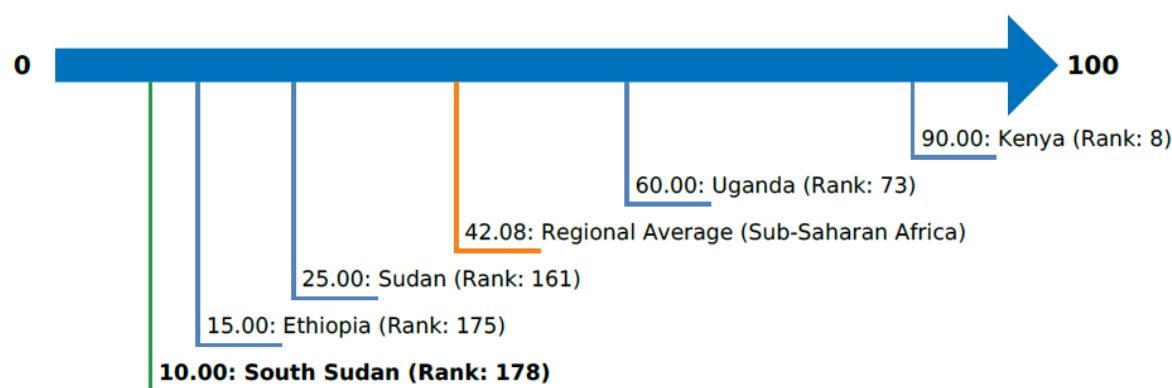 0
100
90.00: Kenya (Rank: 8)
60.00: Uganda (Rank: 73)
42.08: Regional Average (Sub-Saharan Africa)
25.00: Sudan (Rank: 161)
15.00: Ethiopia (Rank: 175)
10.00: South Sudan (Rank: 178)